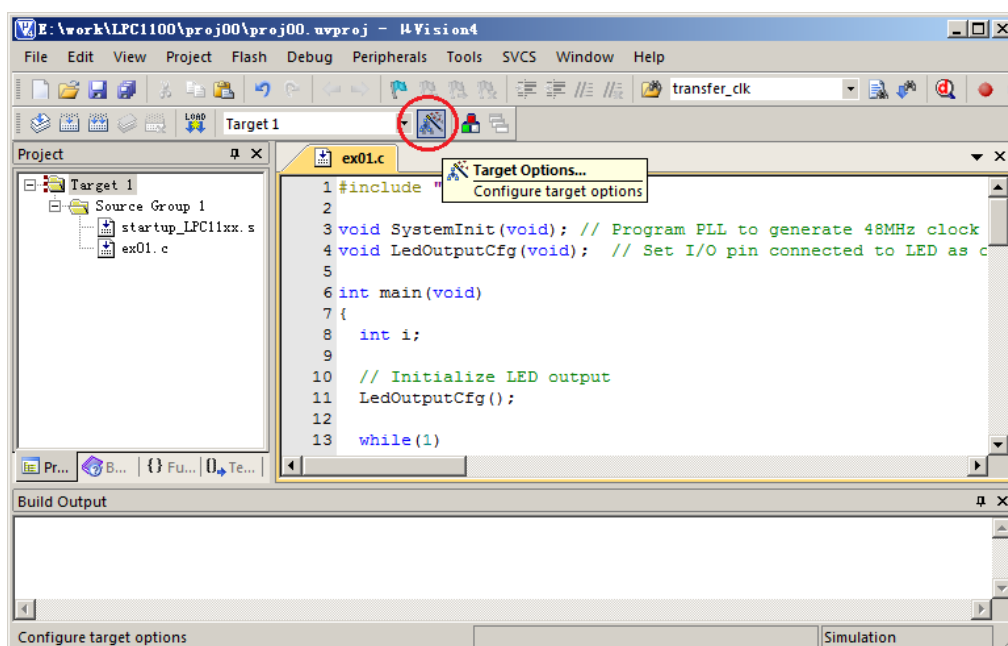 E:\work\LPC1100\proj00\proj00.uvproj - µVision4
File Edit View Project Flash Debug Peripherals Tools SVCS Window Help
transfer_clk
LOAD Target 1
Project
ex01.c
Target Options...
Configure target options
Target 1
Source Group 1
startup_LPC11xx.s
ex01.c
1 #include "
2
3 void SystemInit(void); // Program PLL to generate 48MHz clock
4 void LedOutputCfg(void);  // Set I/O pin connected to LED as
5
6 int main(void)
7 {
8   int i;
9
10   // Initialize LED output
11   LedOutputCfg();
12
13   while(1)
Pr... B... {} Fu... 0 Te...
Build Output
Configure target options
Simulation